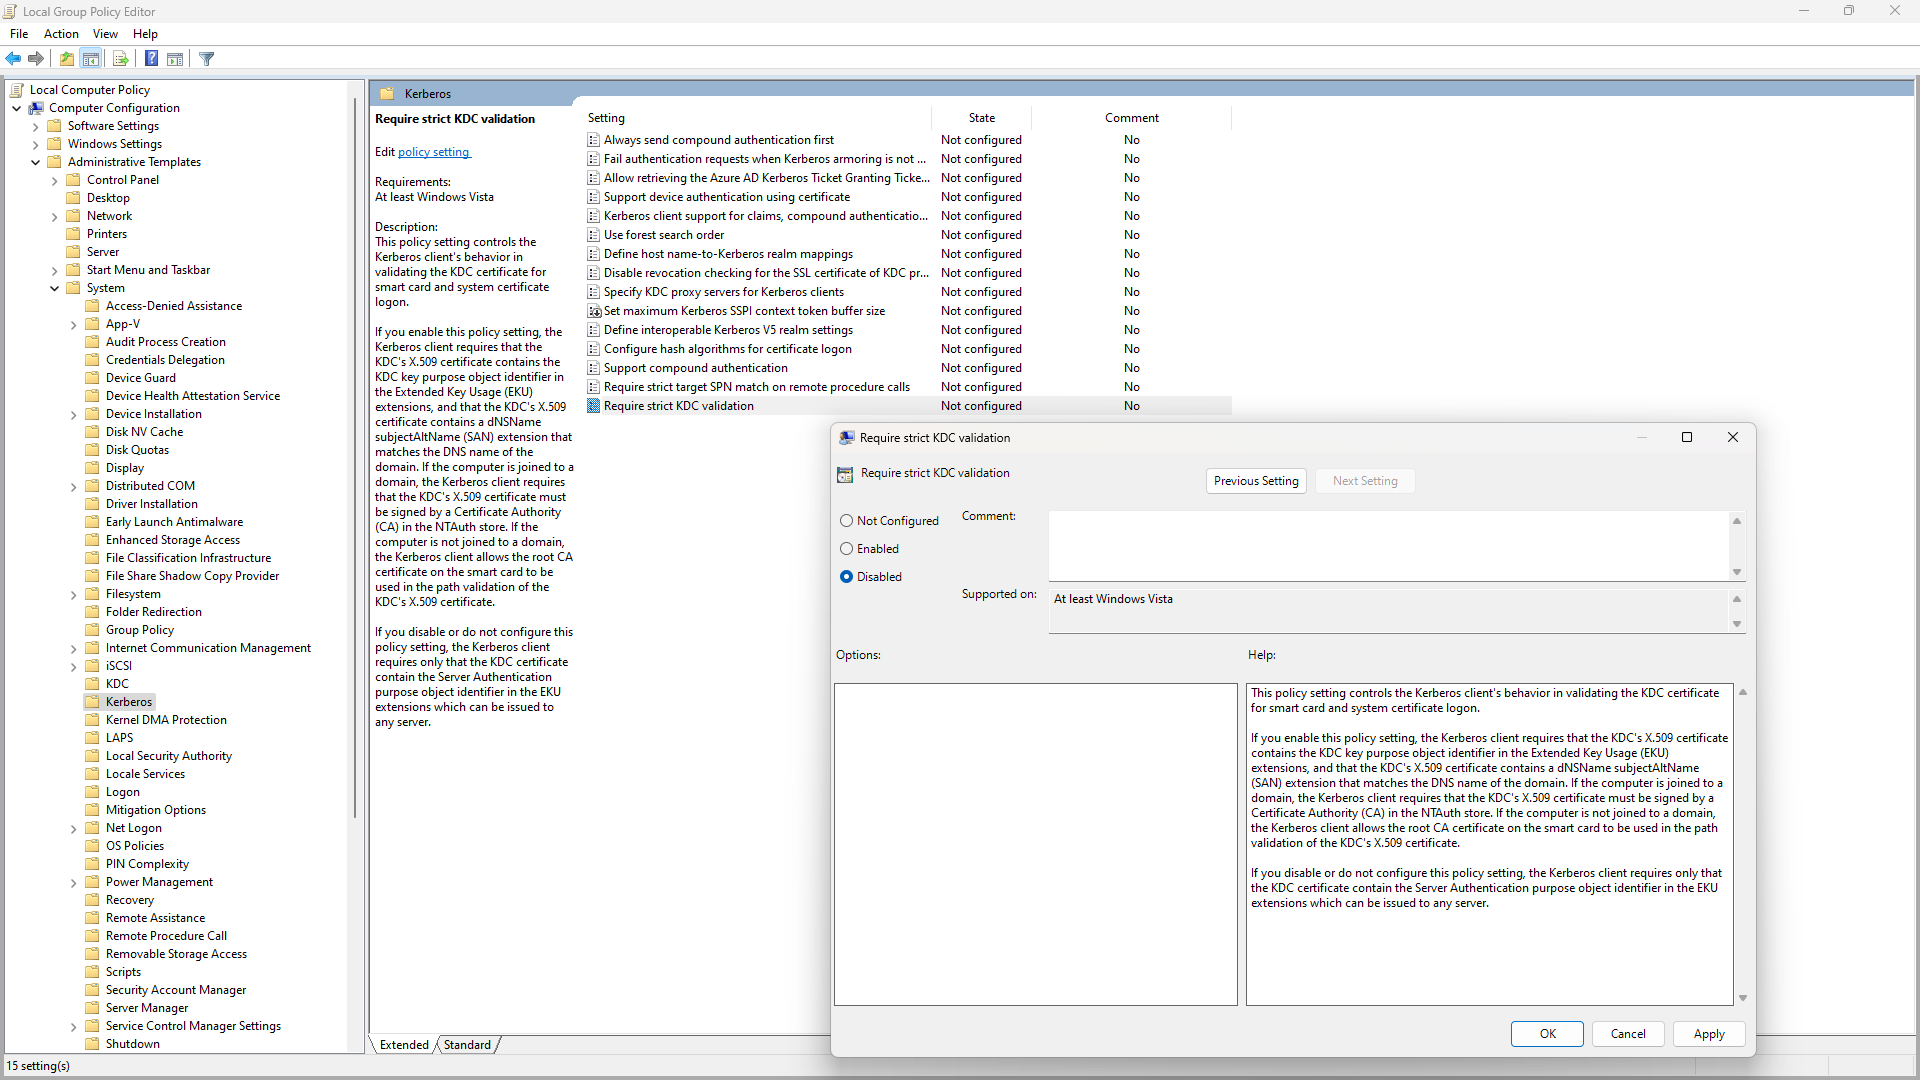 Local Group Policy Editor
File Action View Help
Local Computer Policy
Computer Configuration
Software Settings
Windows Settings
Administrative Templates
Control Panel
Desktop
Network
Printers
Server
Start Menu and Taskbar
System
Access-Denied Assistance
App-V
Audit Process Creation
Credentials Delegation
Device Guard
Device Health Attestation Service
Device Installation
Disk NV Cache
Disk Quotas
Display
Distributed COM
Driver Installation
Early Launch Antimalware
Enhanced Storage Access
File Classification Infrastructure
File Share Shadow Copy Provider
Filesystem
Folder Redirection
Group Policy
Internet Communication Management
iSCSI
KDC
Kerberos
Kernel DMA Protection
LAPS
Local Security Authority
Locale Services
Logon
Mitigation Options
Net Logon
OS Policies
PIN Complexity
Power Management
Recovery
Remote Assistance
Remote Procedure Call
Removable Storage Access
Scripts
Security Account Manager
Server Manager
Service Control Manager Settings
Shutdown
Kerberos
Require strict KDC validation
Edit policy setting
Requirements:
At least Windows Vista
Description:
This policy setting controls the
Kerberos client's behavior in
validating the KDC certificate for
smart card and system certificate
logon.
If you enable this policy setting, the
Kerberos client requires that the
KDC's X.509 certificate contains the
KDC key purpose object identifier in
the Extended Key Usage (EKU)
extensions, and that the KDC's X.509
certificate contains a dNSName
subjectAltName (SAN) extension that
matches the DNS name of the
domain. If the computer is joined to a
domain, the Kerberos client requires
that the KDC's X.509 certificate must
be signed by a Certificate Authority
(CA) in the NTAuth store. If the
computer is not joined to a domain,
the Kerberos client allows the root CA
certificate on the smart card to be
used in the path validation of the
KDC's X.509 certificate.
If you disable or do not configure this
policy setting, the Kerberos client
requires only that the KDC certificate
contain the Server Authentication
purpose object identifier in the EKU
extensions which can be issued to
any server.
Setting State Comment
Always send compound authentication first Not configured No
Fail authentication requests when Kerberos armoring is not ... Not configured No
Allow retrieving the Azure AD Kerberos Ticket Granting Ticke... Not configured No
Support device authentication using certificate Not configured No
Kerberos client support for claims, compound authenticatio... Not configured No
Use forest search order Not configured No
Define host name-to-Kerberos realm mappings Not configured No
Disable revocation checking for the SSL certificate of KDC pr... Not configured No
Specify KDC proxy servers for Kerberos clients Not configured No
Set maximum Kerberos SSPI context token buffer size Not configured No
Define interoperable Kerberos V5 realm settings Not configured No
Configure hash algorithms for certificate logon Not configured No
Support compound authentication Not configured No
Require strict target SPN match on remote procedure calls Not configured No
Require strict KDC validation Not configured No
Require strict KDC validation
Require strict KDC validation
Previous Setting Next Setting
Not Configured
Enabled
Disabled
Comment:
Supported on:
At least Windows Vista
Options:
Help:
This policy setting controls the Kerberos client's behavior in validating the KDC certificate
for smart card and system certificate logon.
If you enable this policy setting, the Kerberos client requires that the KDC's X.509 certificate
contains the KDC key purpose object identifier in the Extended Key Usage (EKU)
extensions, and that the KDC's X.509 certificate contains a dNSName subjectAltName
(SAN) extension that matches the DNS name of the domain. If the computer is joined to a
domain, the Kerberos client requires that the KDC's X.509 certificate must be signed by a
Certificate Authority (CA) in the NTAuth store. If the computer is not joined to a domain,
the Kerberos client allows the root CA certificate on the smart card to be used in the path
validation of the KDC's X.509 certificate.
If you disable or do not configure this policy setting, the Kerberos client requires only that
the KDC certificate contain the Server Authentication purpose object identifier in the EKU
extensions which can be issued to any server.
OK Cancel Apply
Extended Standard
15 setting(s)